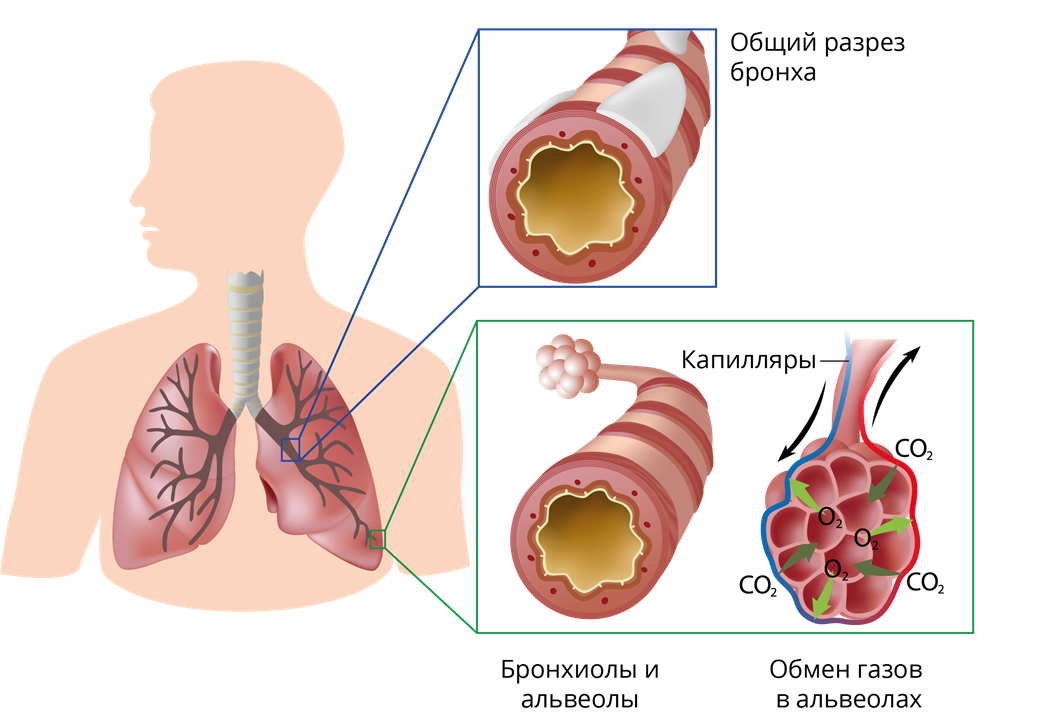 Общий разрез
бронха
Капилляры
CO₂
O₂
O₂
O₂
CO₂
CO₂
Бронхиолы и
альвеолы
Обмен газов
в альвеолах